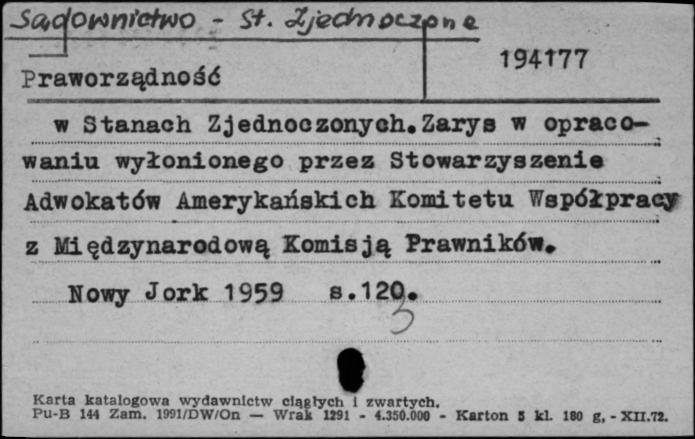 Sądownictwo - St. Zjednoczone
194177
Praworządność
w Stanach Zjednoczonych. Zarys w opraco-
waniu wyłonionego przez Stowarzyszenie
Adwokatów Amerykańskich Komitetu Współpracy
z Międzynarodową Komisją Prawników.
Nowy Jork 1959 s.120.
3
Karta katalogowa wydawnictw ciągłych i zwartych.
Pu-B 144 Zam. 1991/DW/On — Wrak 1291 - 4.350.000 - Karton 5 kl. 180 g, - XII.72.